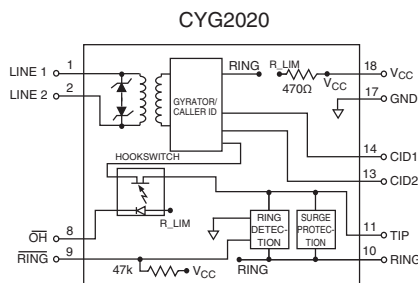 CYG2020
LINE 1 1
LINE 2 2
GYRATOR/
CALLER ID
RING R_LIM
470Ω
VCC
18 VCC
17 GND
14 CID1
13 CID2
HOOKSWITCH
R_LIM
RING
DETEC-
TION
SURGE
PROTEC-
TION
11 TIP
10 RING
OH 8
RING 9
47k
VCC
RING